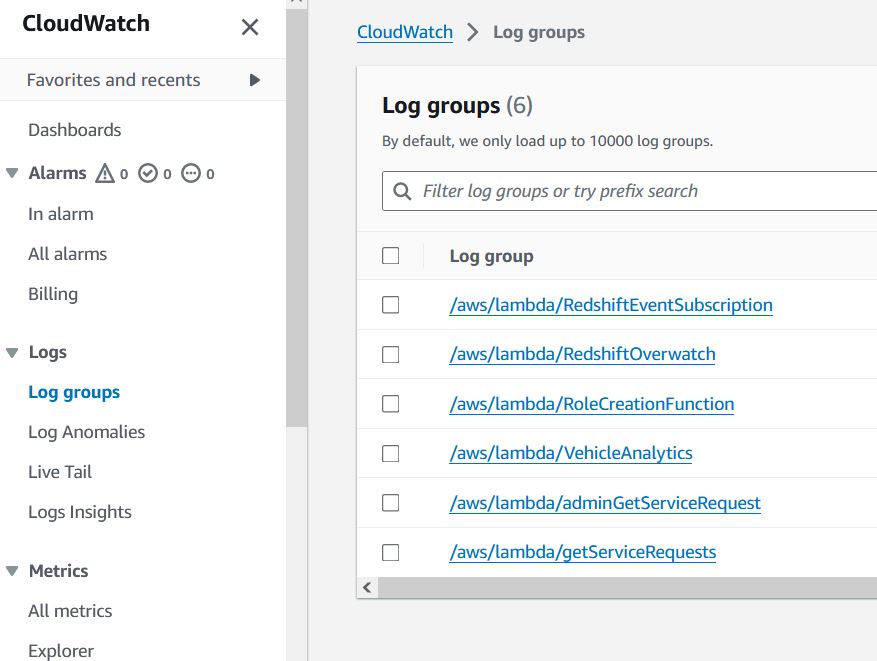 CloudWatch
Favorites and recents
Dashboards
Alarms 0 0 0
In alarm
All alarms
Billing
Logs
Log groups
Log Anomalies
Live Tail
Logs Insights
Metrics
All metrics
Explorer
CloudWatch > Log groups
Log groups (6)
By default, we only load up to 10000 log groups.
Filter log groups or try prefix search
Log group
/aws/lambda/RedshiftEventSubscription
/aws/lambda/RedshiftOverwatch
/aws/lambda/RoleCreationFunction
/aws/lambda/VehicleAnalytics
/aws/lambda/adminGetServiceRequest
/aws/lambda/getServiceRequests